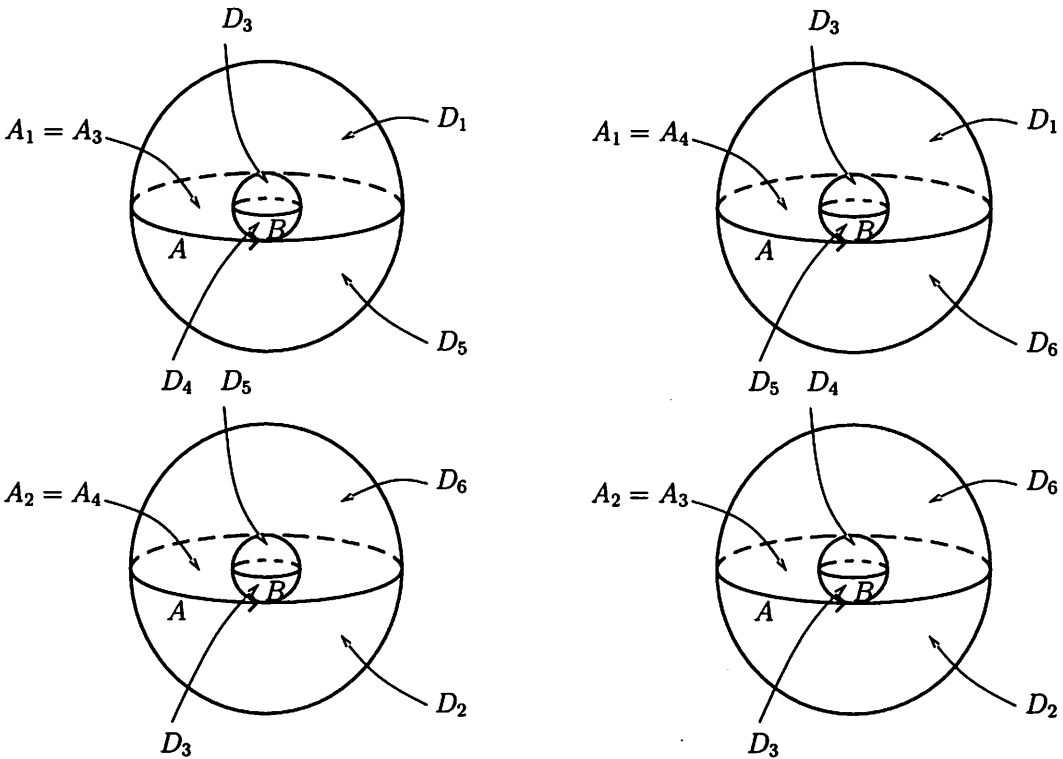 D₃
D₁
A₁ = A₃
A
B
D₅
D₄
D₃
D₁
A₁ = A₄
A
B
D₆
D₅
D₅
D₆
A₂ = A₄
A
B
D₂
D₃
D₄
D₆
A₂ = A₃
A
B
D₂
D₃